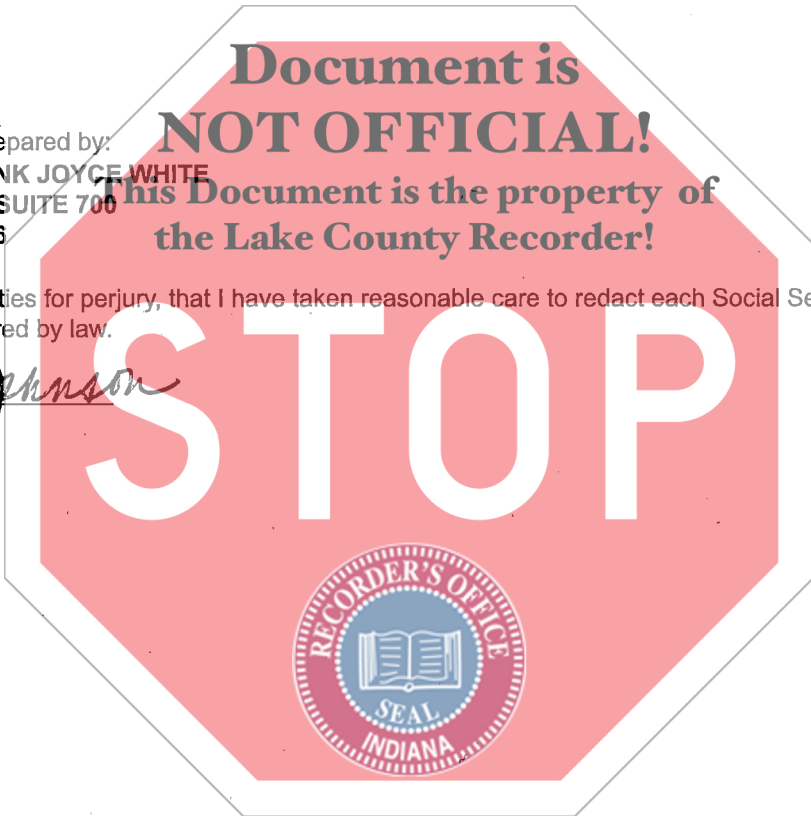 Document is
NOT OFFICIAL!
epared by:
NK JOYCE WHITE
This Document is the property of
SUITE 700
the Lake County Recorder!
ties for perjury, that I have taken reasonable care to redact each Social Se
ed by law.
STOP
RECORDER'S OFFICE
SEAL
INDIANA